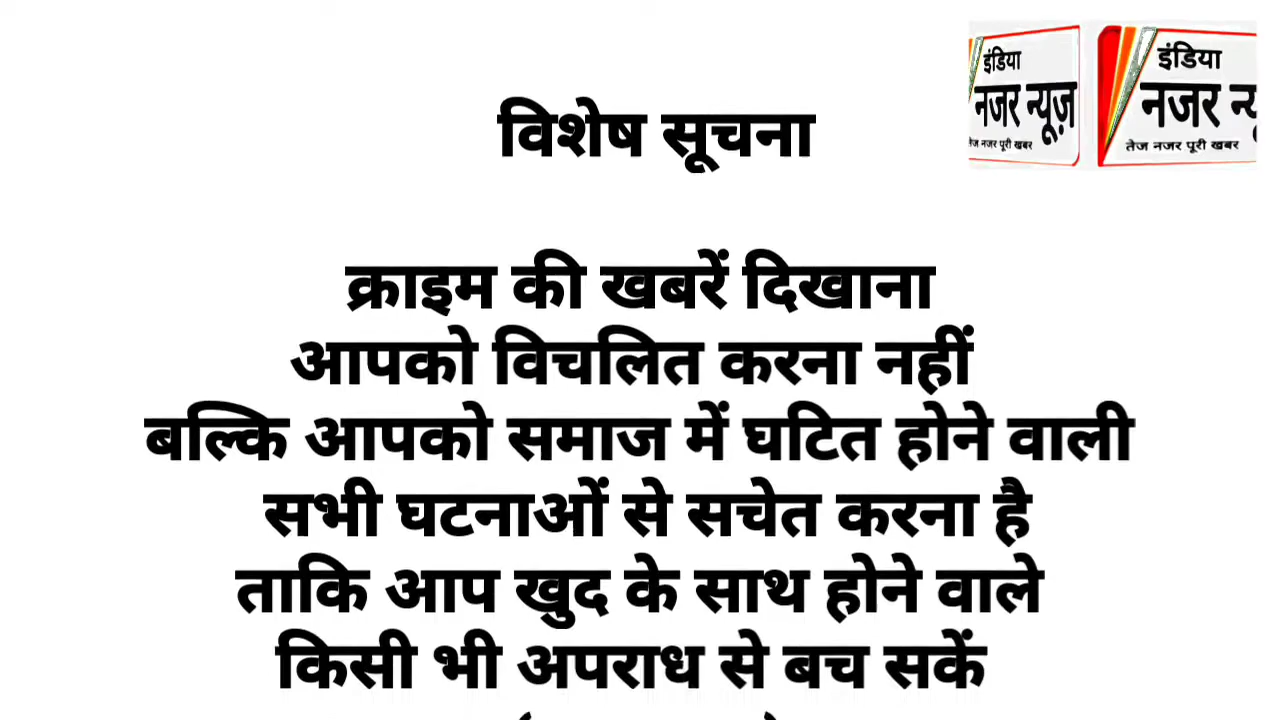 इंडिया
नजर न्यूज़
तेज नजर पूरी खबर
इंडिया
नजर
तेज नजर पूरी खबर
विशेष सूचना
क्राइम की खबरें दिखाना
आपको विचलित करना नहीं
बल्कि आपको समाज में घटित होने वाली
सभी घटनाओं से सचेत करना है
ताकि आप खुद के साथ होने वाले
किसी भी अपराध से बच सकें